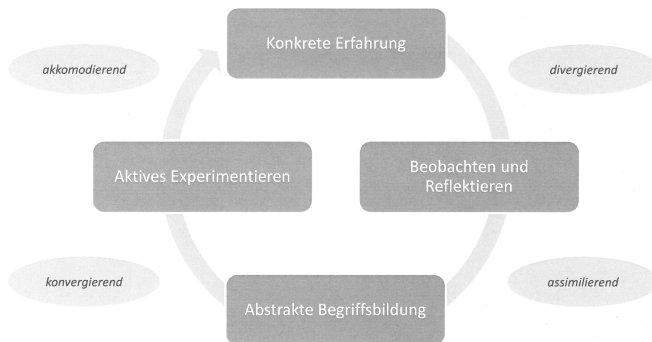 Konkrete Erfahrung
akkomodierend
divergierend
Aktives Experimentieren
Beobachten und
Reflektieren
konvergierend
assimilierend
Abstrakte Begriffsbildung